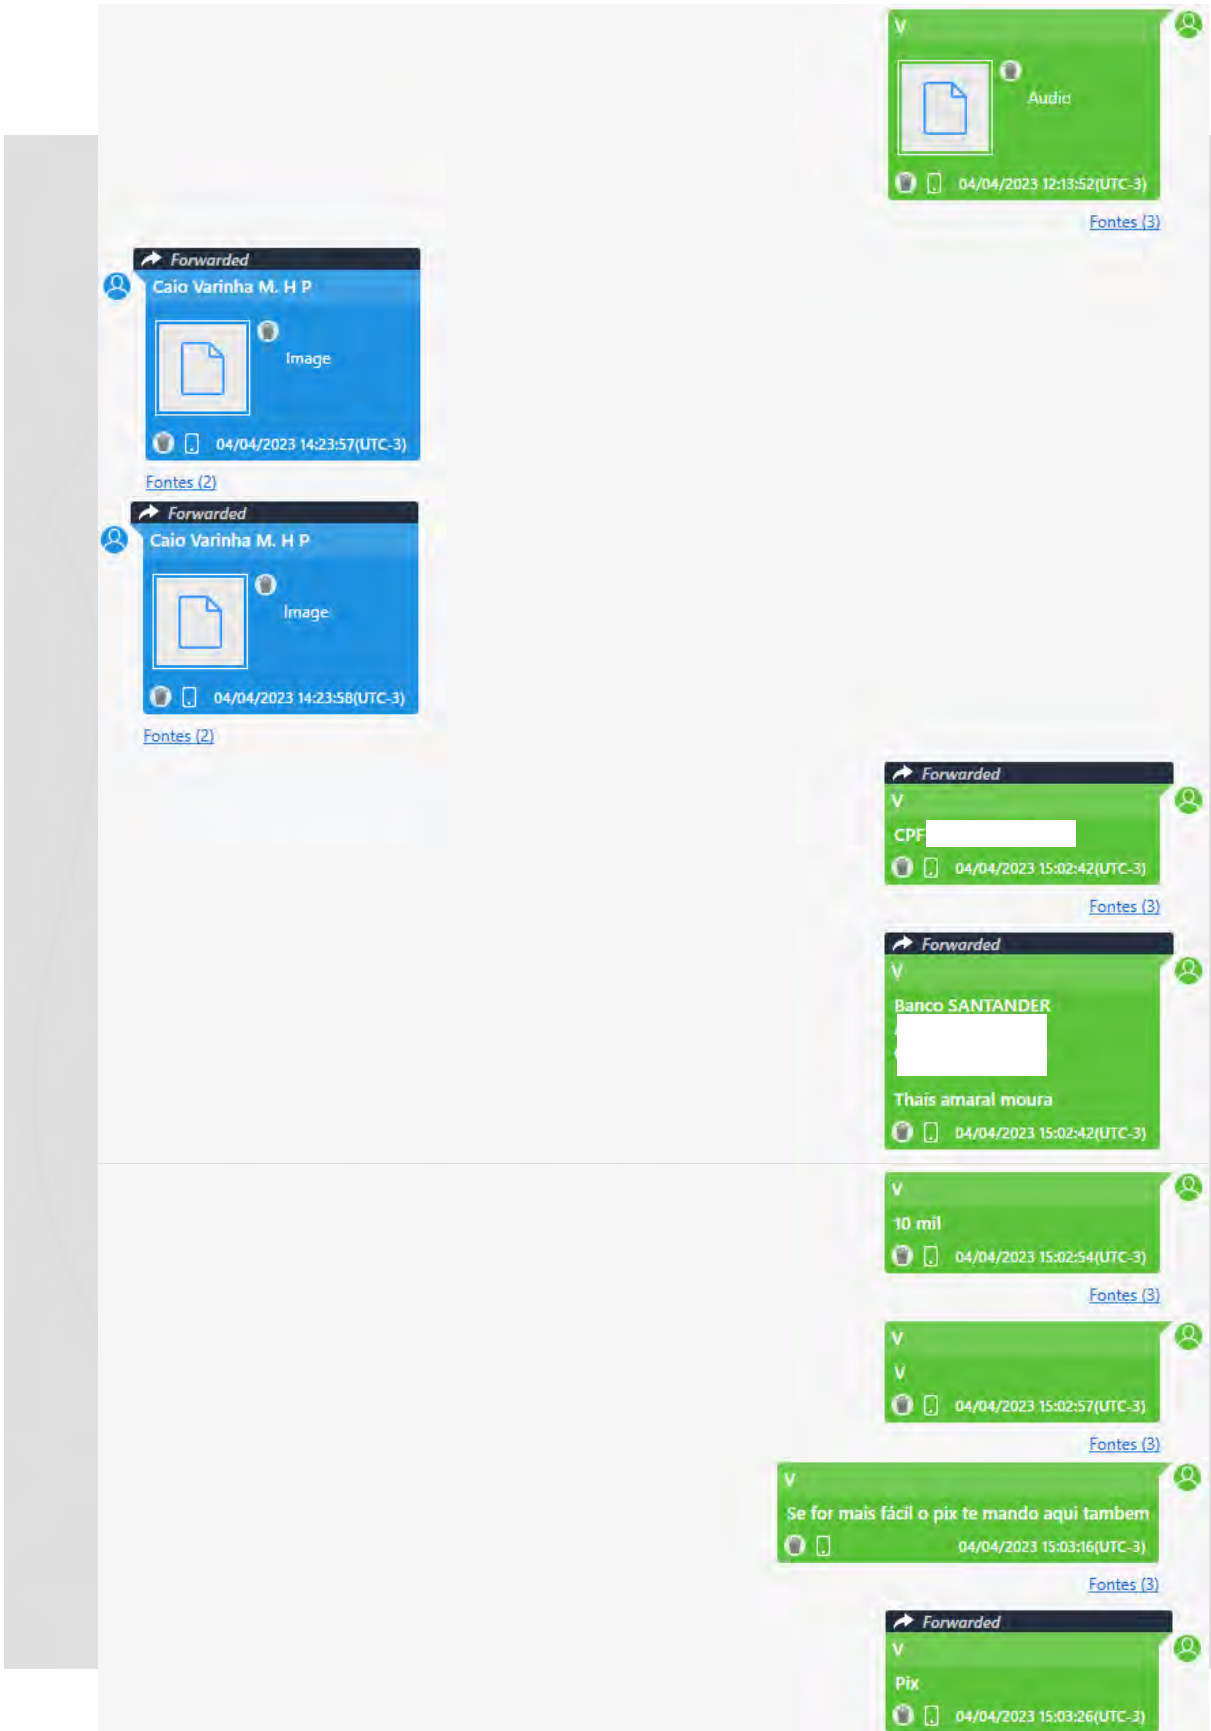 V
Audio
04/04/2023 12:13:52(UTC-3)
Fontes (3)
Forwarded
Caio Varinha M. H P
Image
04/04/2023 14:23:57(UTC-3)
Fontes (2)
Forwarded
Caio Varinha M. H P
Image
04/04/2023 14:23:58(UTC-3)
Fontes (2)
Forwarded
V
CPF
04/04/2023 15:02:42(UTC-3)
Fontes (3)
Forwarded
V
Banco SANTANDER
Thais amaral moura
04/04/2023 15:02:42(UTC-3)
V
10 mil
04/04/2023 15:02:54(UTC-3)
Fontes (3)
V
V
04/04/2023 15:02:57(UTC-3)
Fontes (3)
V
Se for mais fácil o pix te mando aqui tambem
04/04/2023 15:03:16(UTC-3)
Fontes (3)
Forwarded
V
Pix
04/04/2023 15:03:26(UTC-3)